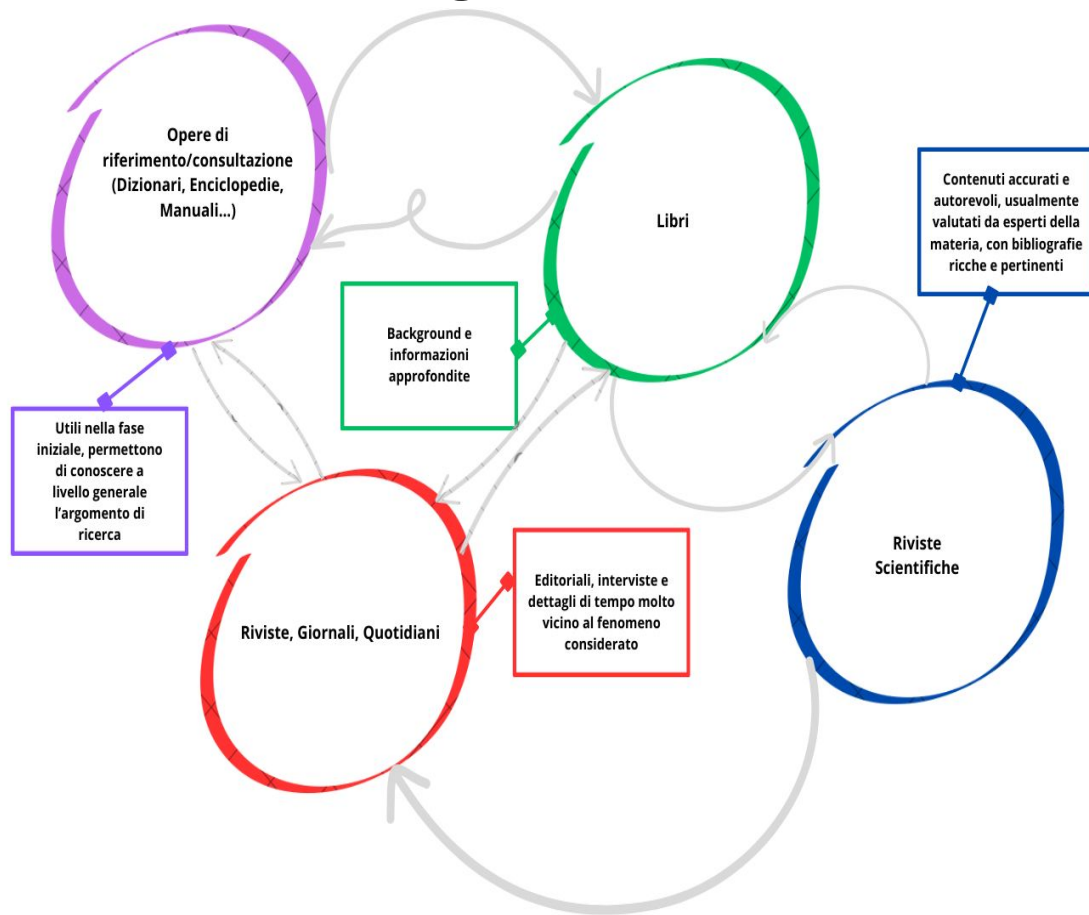 Opere di
riferimento/consultazione
(Dizionari, Enciclopedie,
Manuali...)
Libri
Contenuti accurati e
autorevoli, usualmente
valutati da esperti della
materia, con bibliografie
ricche e pertinenti
Background e
informazioni
approfondite
Utili nella fase
iniziale, permettono
di conoscere a
livello generale
l'argomento di
ricerca
Riviste
Scientifiche
Editoriali, interviste e
dettagli di tempo molto
vicino al fenomeno
considerato
Riviste, Giornali, Quotidiani